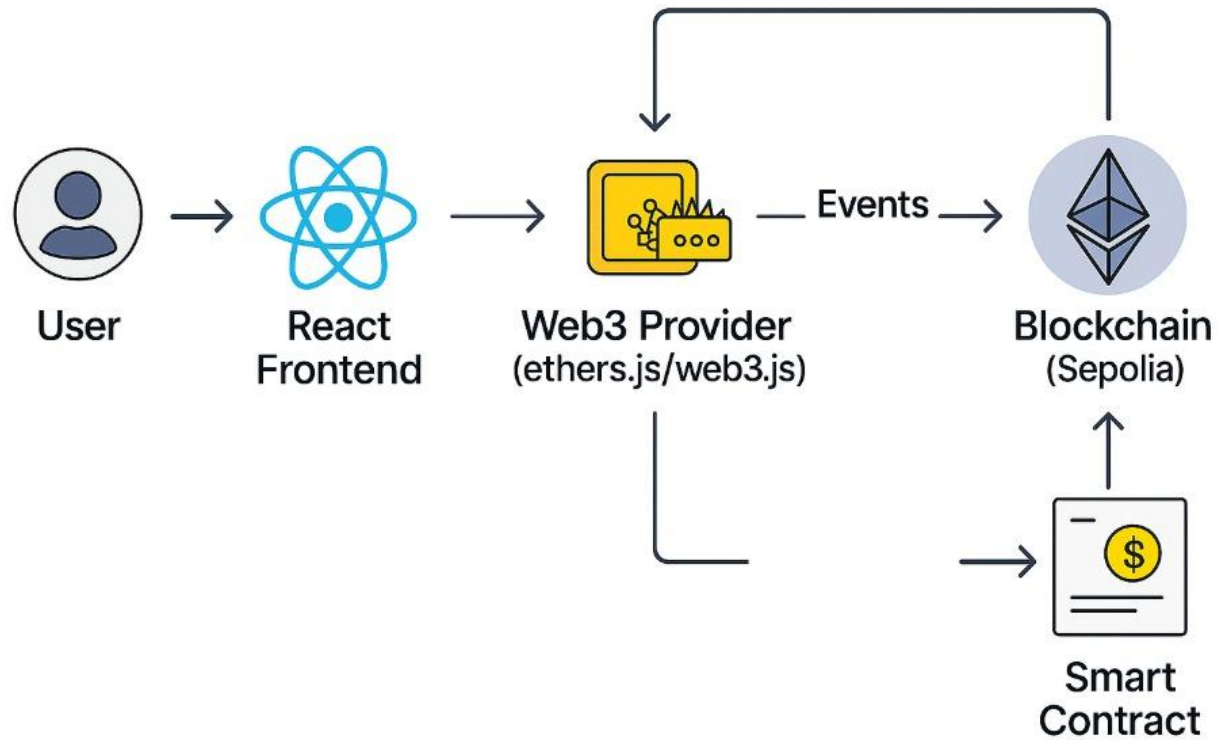 User
React
Frontend
Web3 Provider
(ethers.js/web3.js)
Events
Blockchain
(Sepolia)
$
Smart
Contract